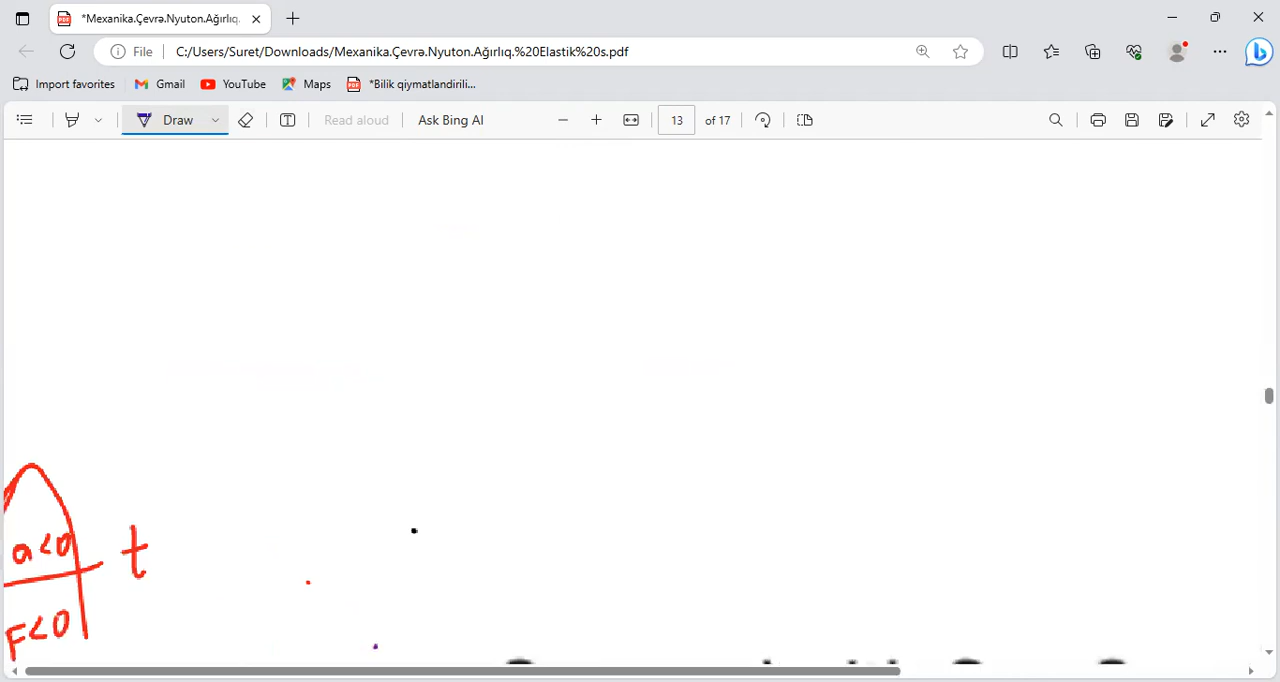 *Mexanika.Çevrə.Nyuton.Ağırlıq.
File
C:/Users/Suret/Downloads/Mexanika.Çevrə.Nyuton.Ağırlıq.%20Elastik%20s.pdf
Import favorites Gmail YouTube Maps *Bilik qiymatlandirili...
Draw Read aloud Ask Bing AI 13 of 17
a<0 t
F<0